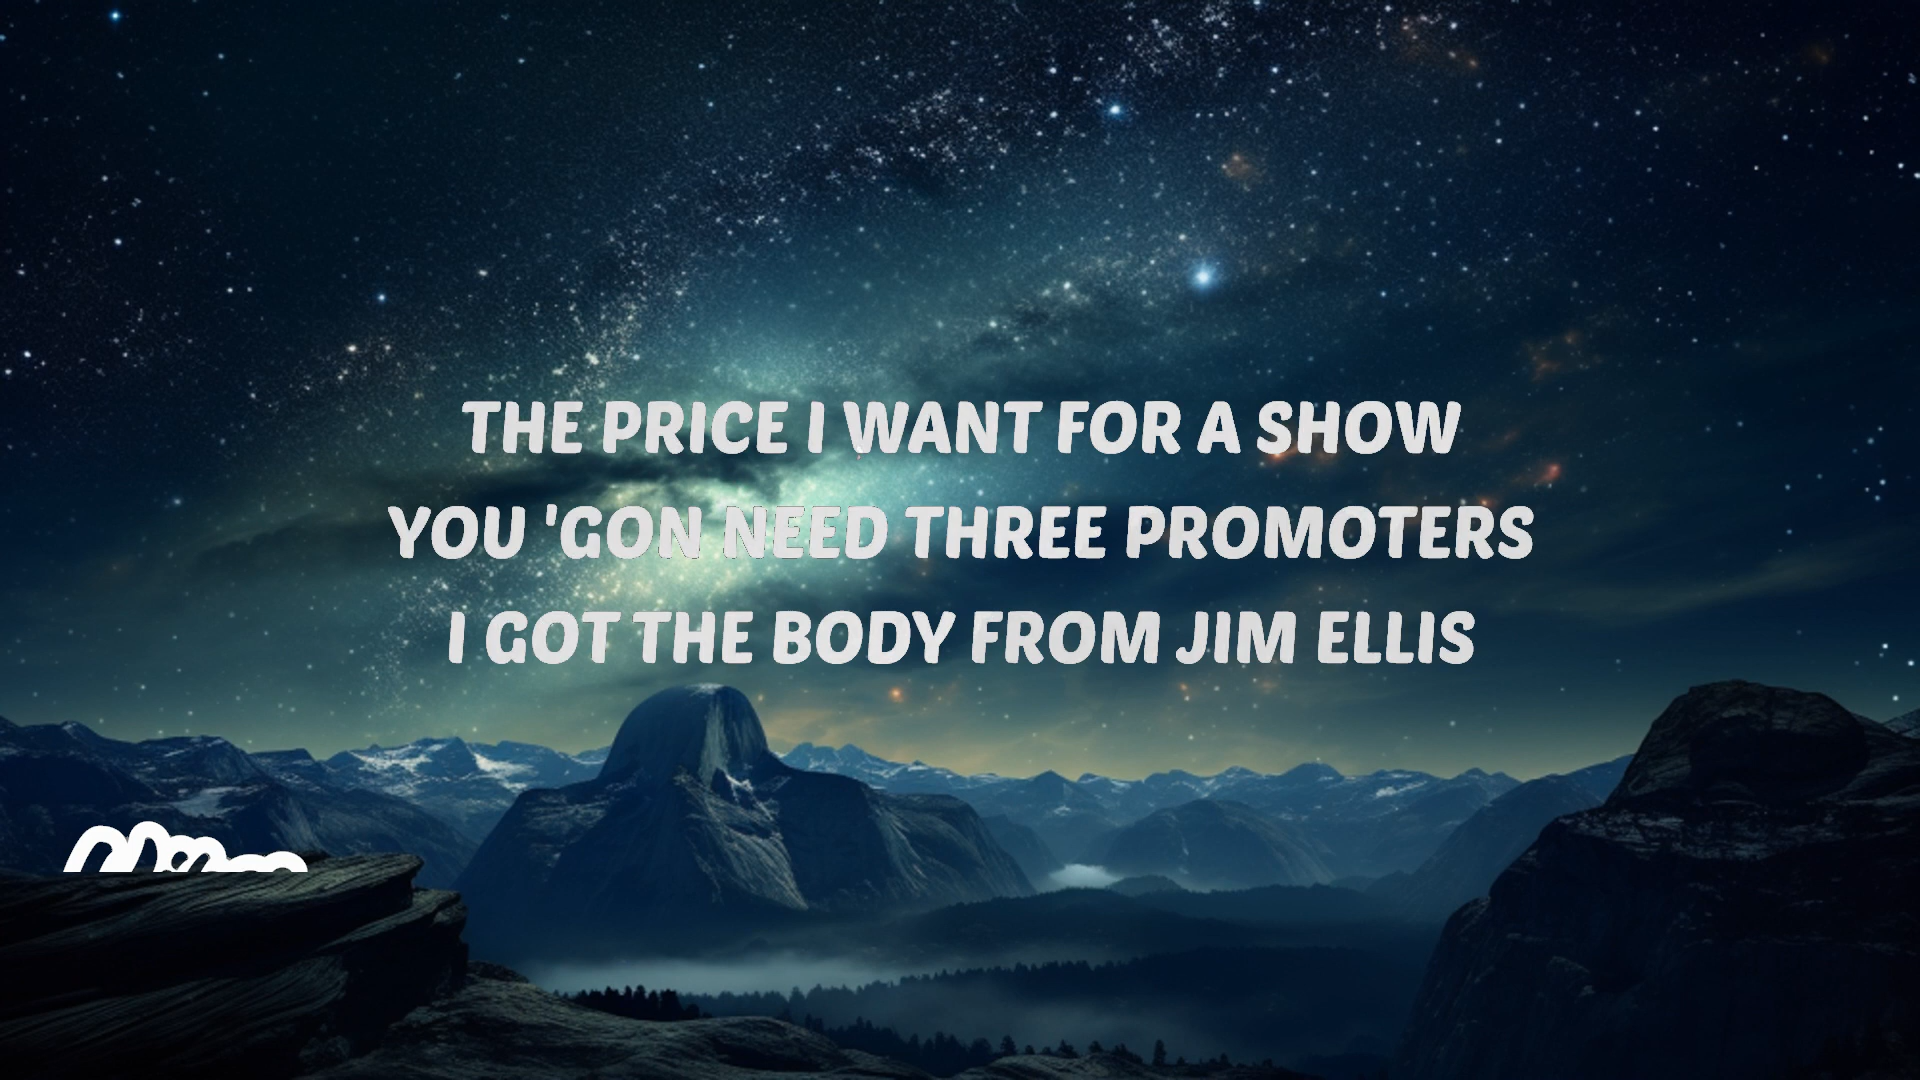 THE PRICE I WANT FOR A SHOW
YOU 'GON NEED THREE PROMOTERS
I GOT THE BODY FROM JIM ELLIS